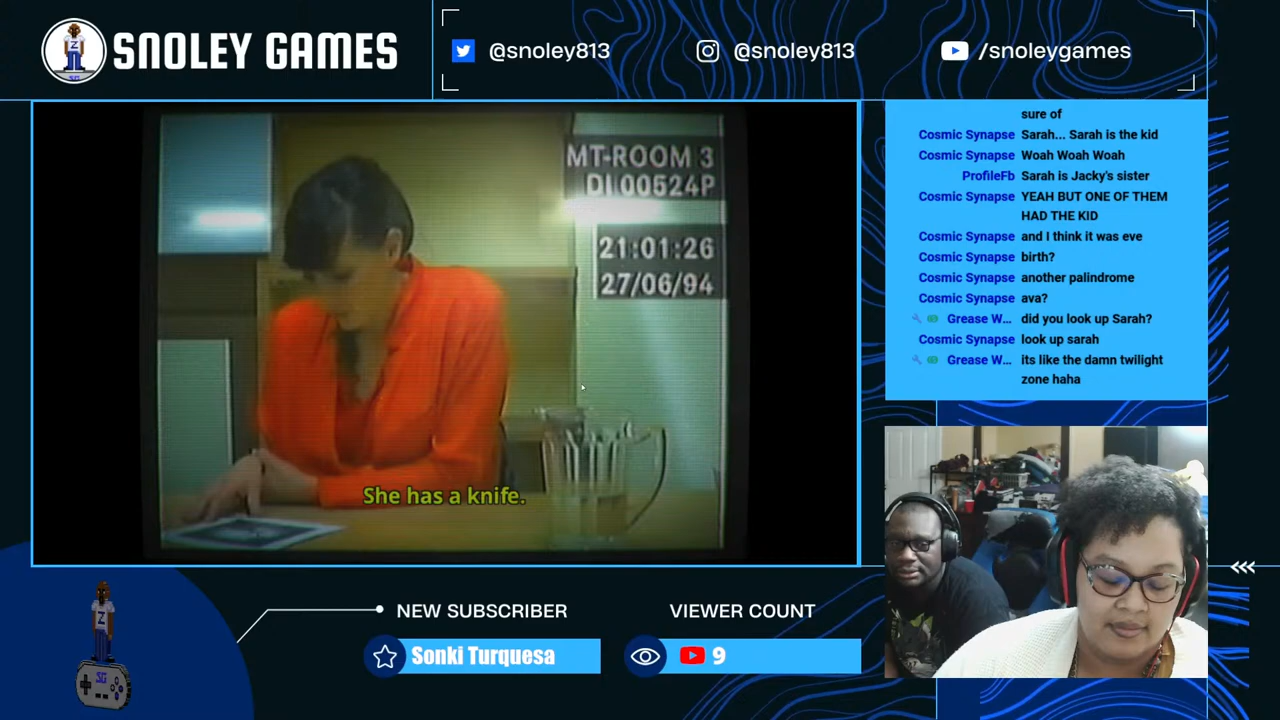 SNOLEY GAMES
@snoley813
@snoley813
/snoleygames
MT-ROOM 3
DI 00524P
21:01:26
27/06/94
She has a knife.
sure of
Cosmic Synapse Sarah... Sarah is the kid
Cosmic Synapse Woah Woah Woah
ProfileFb Sarah is Jacky's sister
Cosmic Synapse YEAH BUT ONE OF THEM
HAD THE KID
Cosmic Synapse and I think it was eve
Cosmic Synapse birth?
Cosmic Synapse another palindrome
Cosmic Synapse ava?
Grease W... did you look up Sarah?
Cosmic Synapse look up sarah
Grease W... its like the damn twilight
zone haha
NEW SUBSCRIBER
Sonki Turquesa
VIEWER COUNT
9
Z
SG
Z
SG